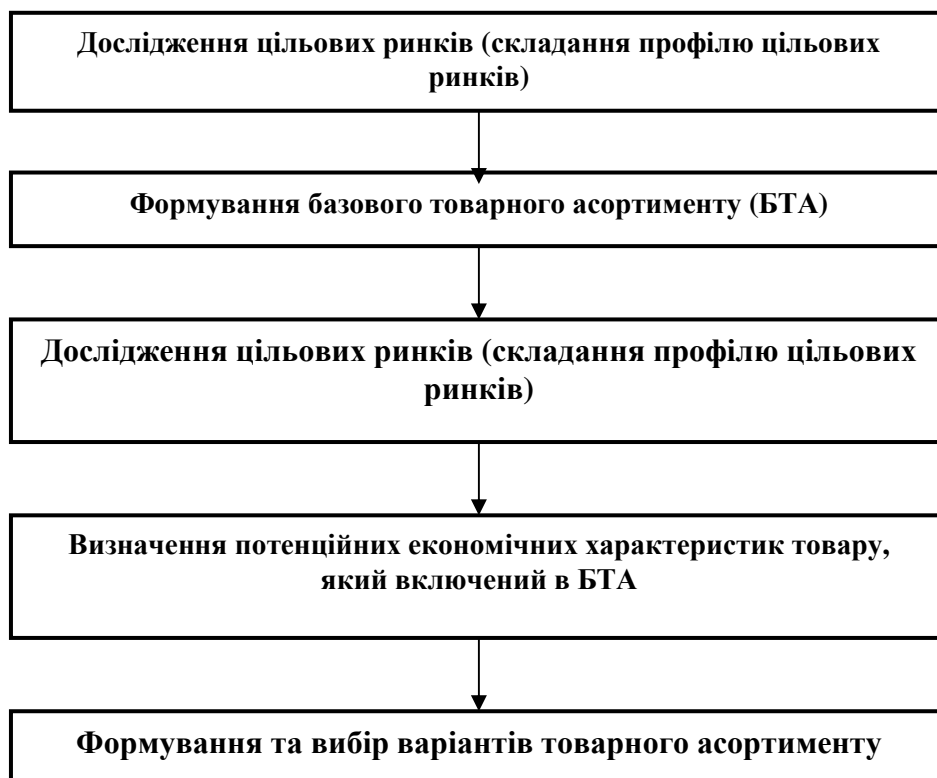 Дослідження цільових ринків (складання профілю цільових
ринків)
Формування базового товарного асортименту (БТА)
Дослідження цільових ринків (складання профілю цільових
ринків)
Визначення потенційних економічних характеристик товару,
який включений в БТА
Формування та вибір варіантів товарного асортименту